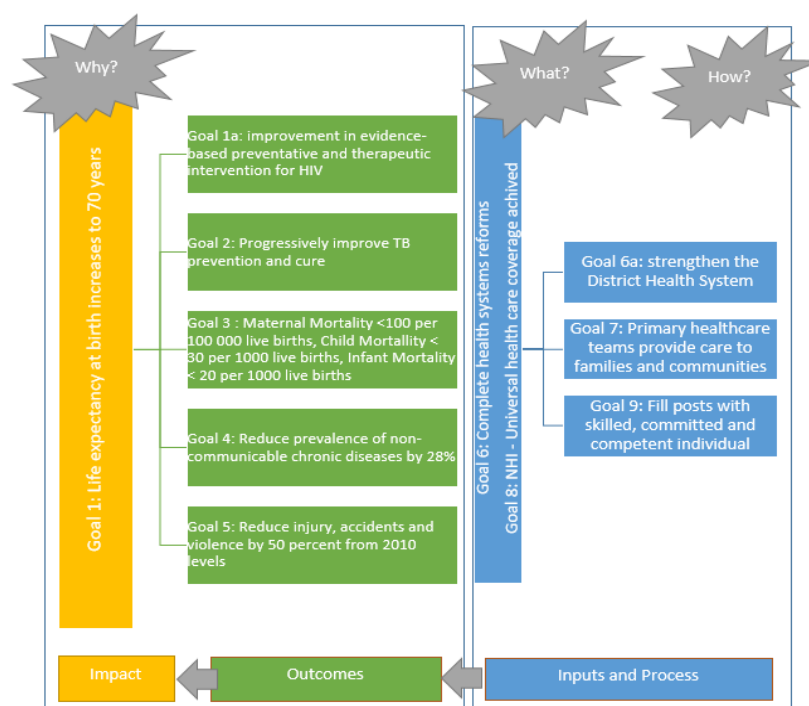 Why?
What?
How?
Goal 1: Life expectancy at birth increases to 70 years
Goal 1a: improvement in evidence-
based preventative and therapeutic
intervention for HIV
Goal 2: Progressively improve TB
prevention and cure
Goal 3 : Maternal Mortality <100 per
100 000 live births, Child Mortallity <
30 per 1000 live births, Infant Mortality
< 20 per 1000 live births
Goal 4: Reduce prevalence of non-
communicable chronic diseases by 28%
Goal 5: Reduce injury, accidents and
violence by 50 percent from 2010
levels
Goal 6: Complete health systems reforms
Goal 8: NHI - Universal health care coverage achived
Goal 6a: strengthen the
District Health System
Goal 7: Primary healthcare
teams provide care to
families and communities
Goal 9: Fill posts with
skilled, committed and
competent individual
Impact
Outcomes
Inputs and Process